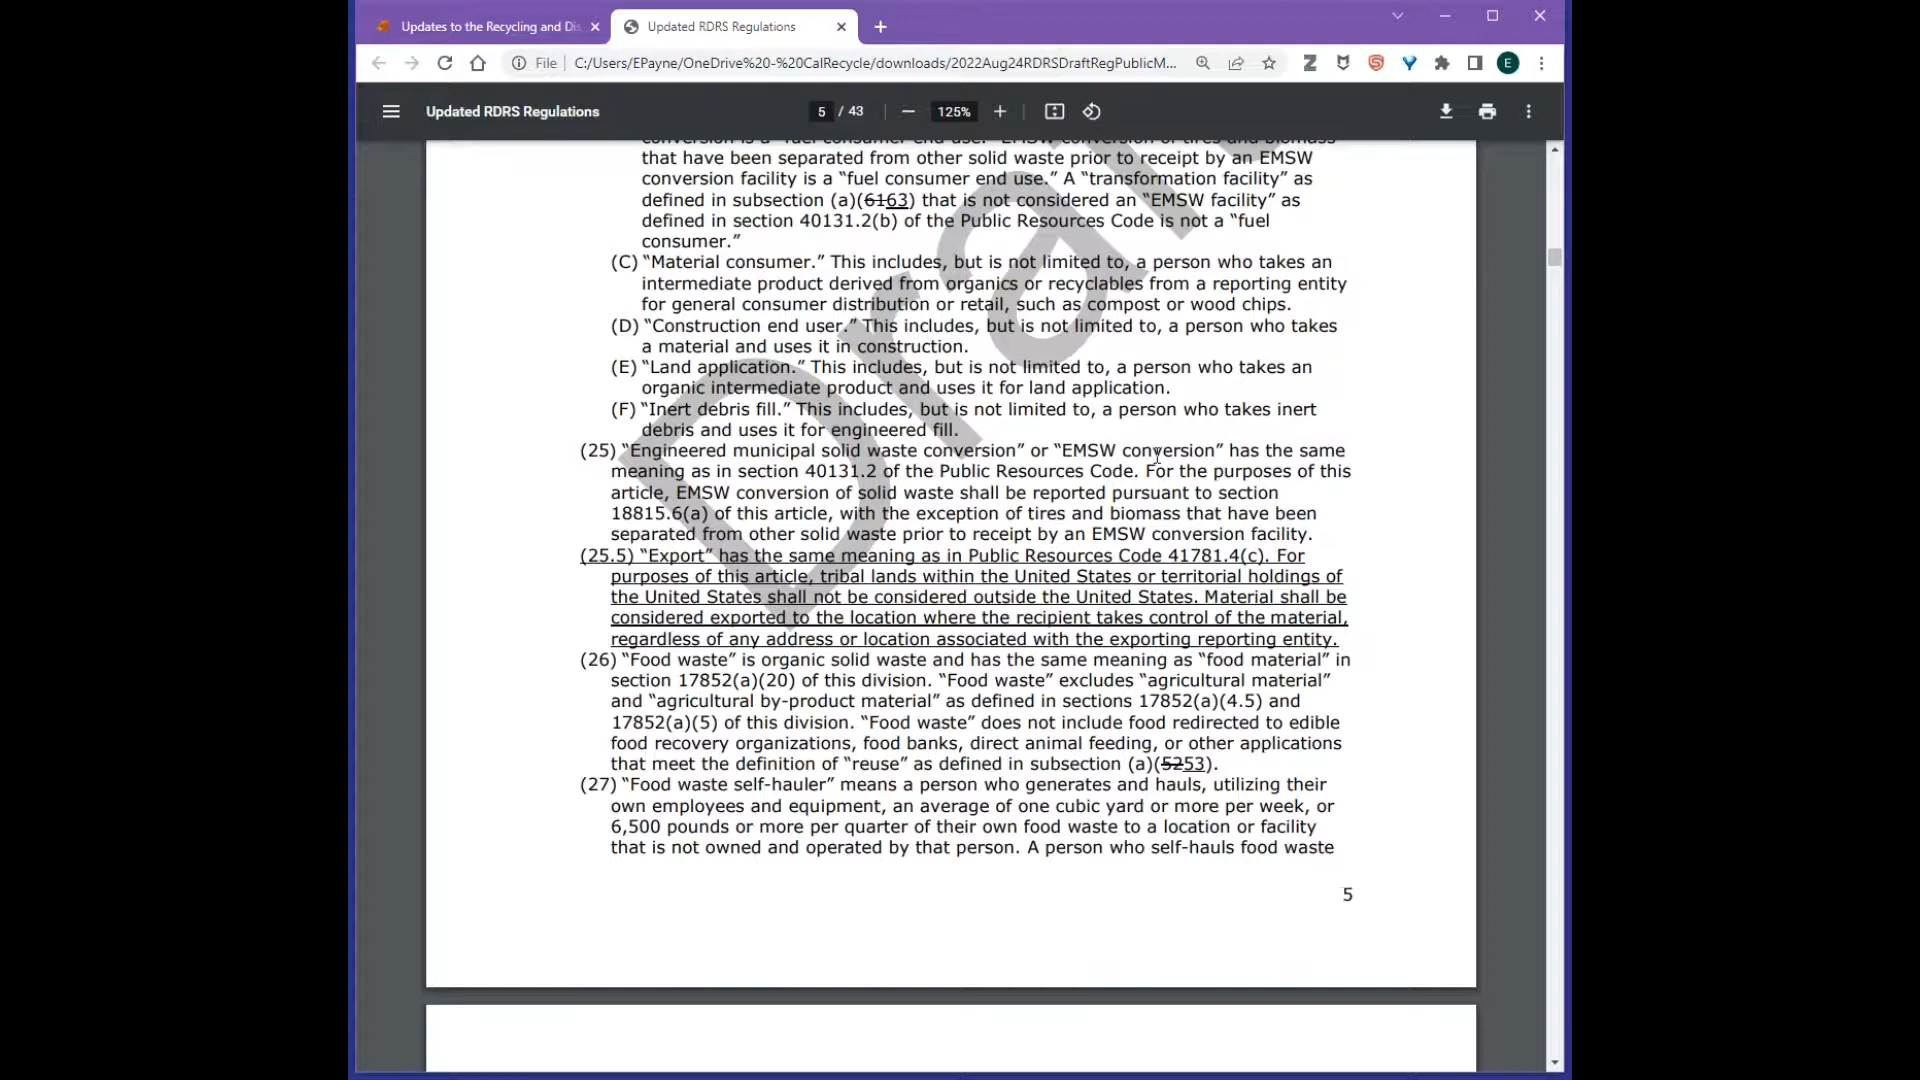 Updates to the Recycling and Dis
Updated RDRS Regulations
File
C:/Users/EPayne/OneDrive%20-%20CalRecycle/downloads/2022Aug24RDRSDraftRegPublicM...
E
Updated RDRS Regulations
5 / 43
125%
conversion is a “fuel consumer end use.” EMSW conversion of tires and biomass
that have been separated from other solid waste prior to receipt by an EMSW
conversion facility is a “fuel consumer end use.” A “transformation facility” as
defined in subsection (a)(6163) that is not considered an “EMSW facility” as
defined in section 40131.2(b) of the Public Resources Code is not a “fuel
consumer.”
(C) “Material consumer.” This includes, but is not limited to, a person who takes an
intermediate product derived from organics or recyclables from a reporting entity
for general consumer distribution or retail, such as compost or wood chips.
(D) “Construction end user.” This includes, but is not limited to, a person who takes
a material and uses it in construction.
(E) “Land application.” This includes, but is not limited to, a person who takes an
organic intermediate product and uses it for land application.
(F) “Inert debris fill.” This includes, but is not limited to, a person who takes inert
debris and uses it for engineered fill.
(25) “Engineered municipal solid waste conversion” or “EMSW conversion” has the same
meaning as in section 40131.2 of the Public Resources Code. For the purposes of this
article, EMSW conversion of solid waste shall be reported pursuant to section
18815.6(a) of this article, with the exception of tires and biomass that have been
separated from other solid waste prior to receipt by an EMSW conversion facility.
(25.5) “Export” has the same meaning as in Public Resources Code 41781.4(c). For
purposes of this article, tribal lands within the United States or territorial holdings of
the United States shall not be considered outside the United States. Material shall be
considered exported to the location where the recipient takes control of the material,
regardless of any address or location associated with the exporting reporting entity.
(26) “Food waste” is organic solid waste and has the same meaning as “food material” in
section 17852(a)(20) of this division. “Food waste” excludes “agricultural material”
and “agricultural by-product material” as defined in sections 17852(a)(4.5) and
17852(a)(5) of this division. “Food waste” does not include food redirected to edible
food recovery organizations, food banks, direct animal feeding, or other applications
that meet the definition of “reuse” as defined in subsection (a)(5253).
(27) “Food waste self-hauler” means a person who generates and hauls, utilizing their
own employees and equipment, an average of one cubic yard or more per week, or
6,500 pounds or more per quarter of their own food waste to a location or facility
that is not owned and operated by that person. A person who self-hauls food waste
5
Draft